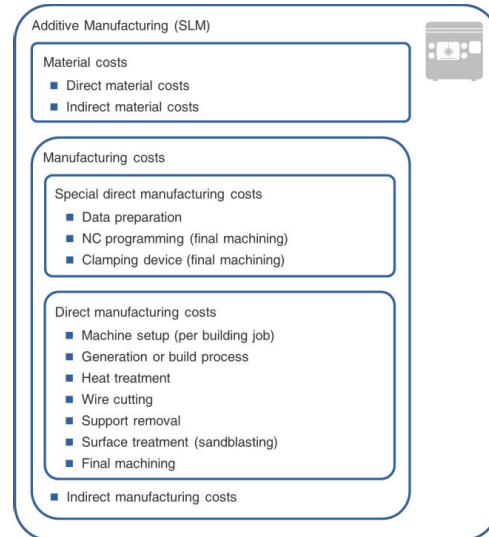 Additive Manufacturing (SLM)
Material costs
Direct material costs
Indirect material costs
Manufacturing costs
Special direct manufacturing costs
Data preparation
NC programming (final machining)
Clamping device (final machining)
Direct manufacturing costs
Machine setup (per building job)
Generation or build process
Heat treatment
Wire cutting
Support removal
Surface treatment (sandblasting)
Final machining
Indirect manufacturing costs